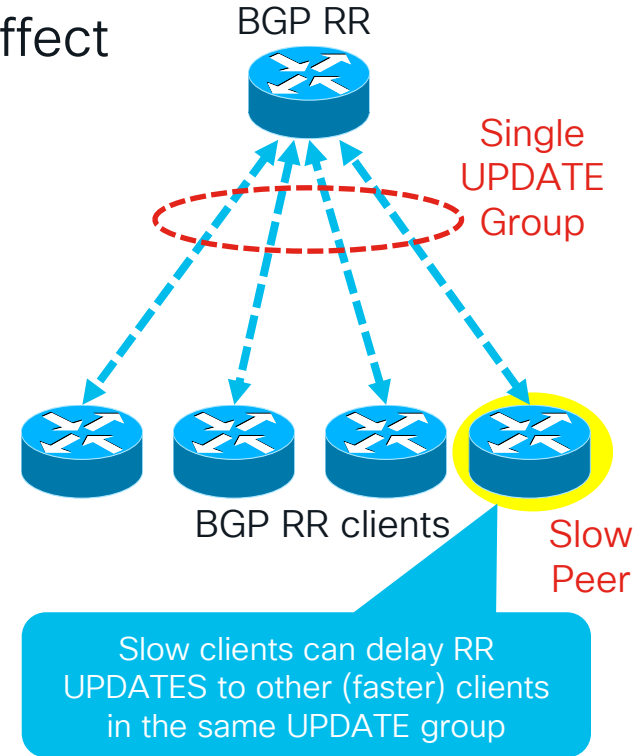 ffect
BGP RR
Single
UPDATE
Group
BGP RR clients
Slow
Peer
Slow clients can delay RR
UPDATES to other (faster) clients
in the same UPDATE group